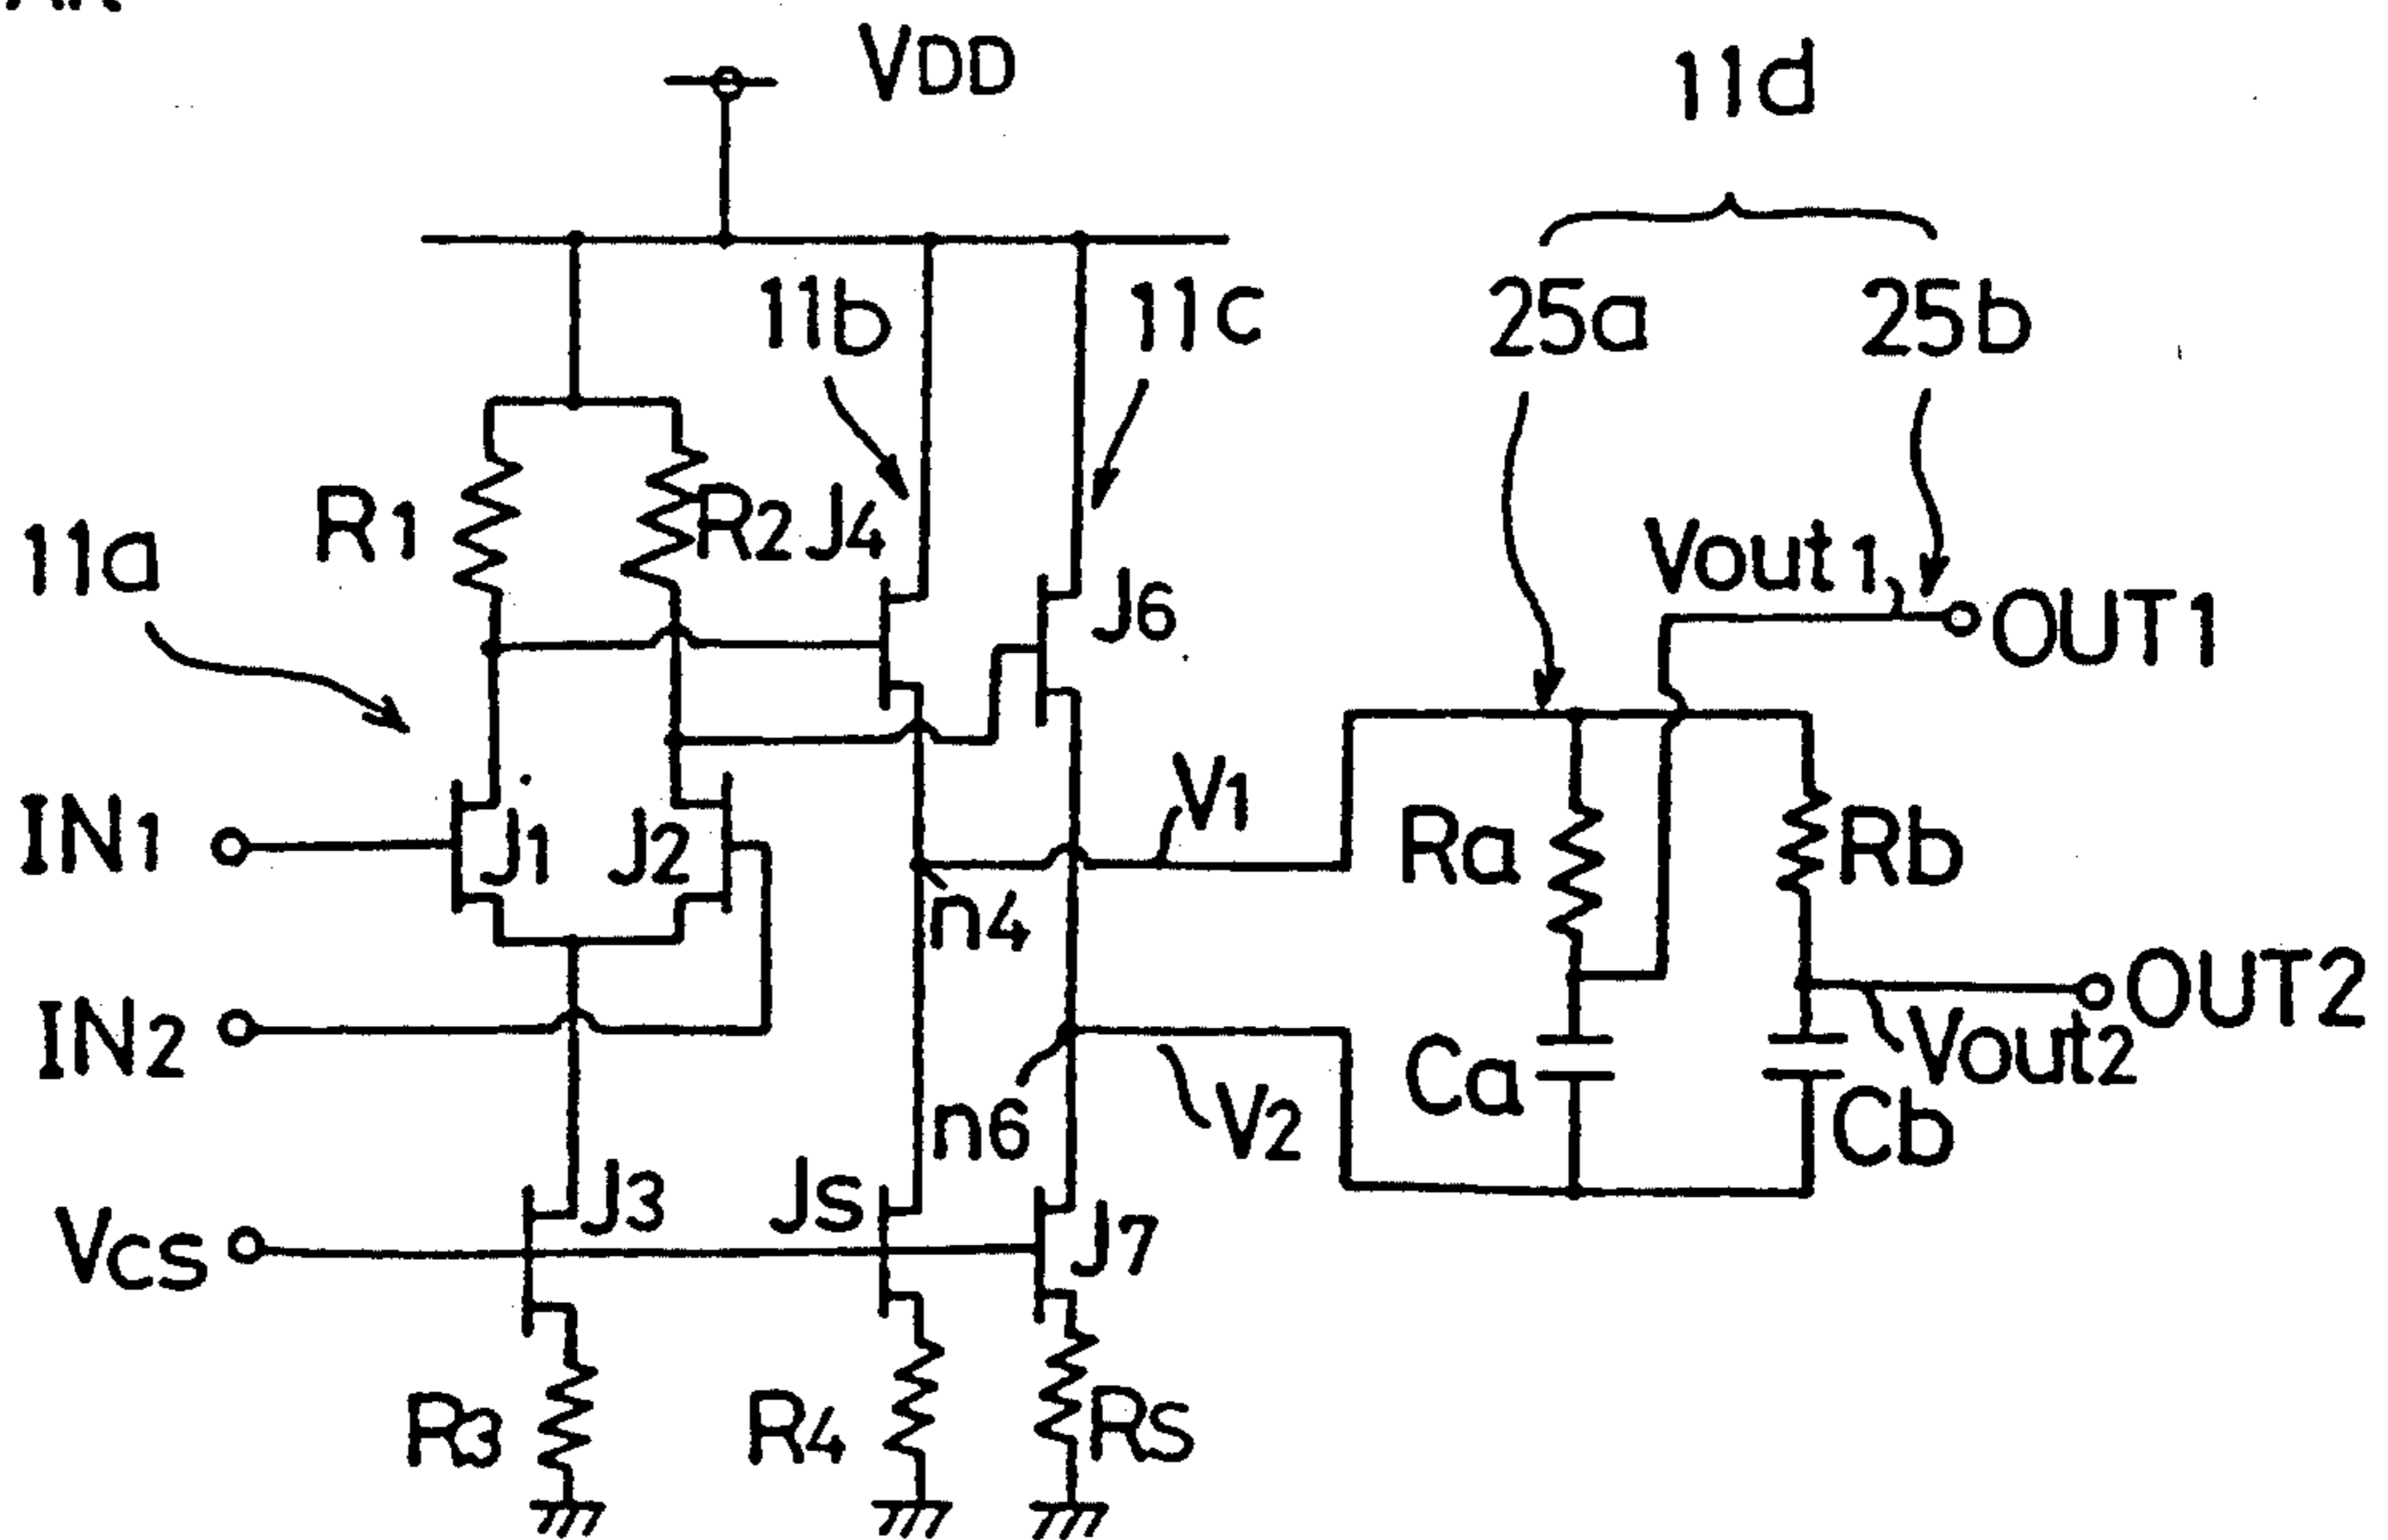 VDD
11d
11b
11c
25a
25b
R1
R2
J4
11a
J6
Vout1
OUT1
IN1
J1
J2
V1
Ra
Rb
n4
IN2
OUT2
Vout2
Ca
Cb
n6
V2
J3
JS
J7
VCS
R3
R4
RS